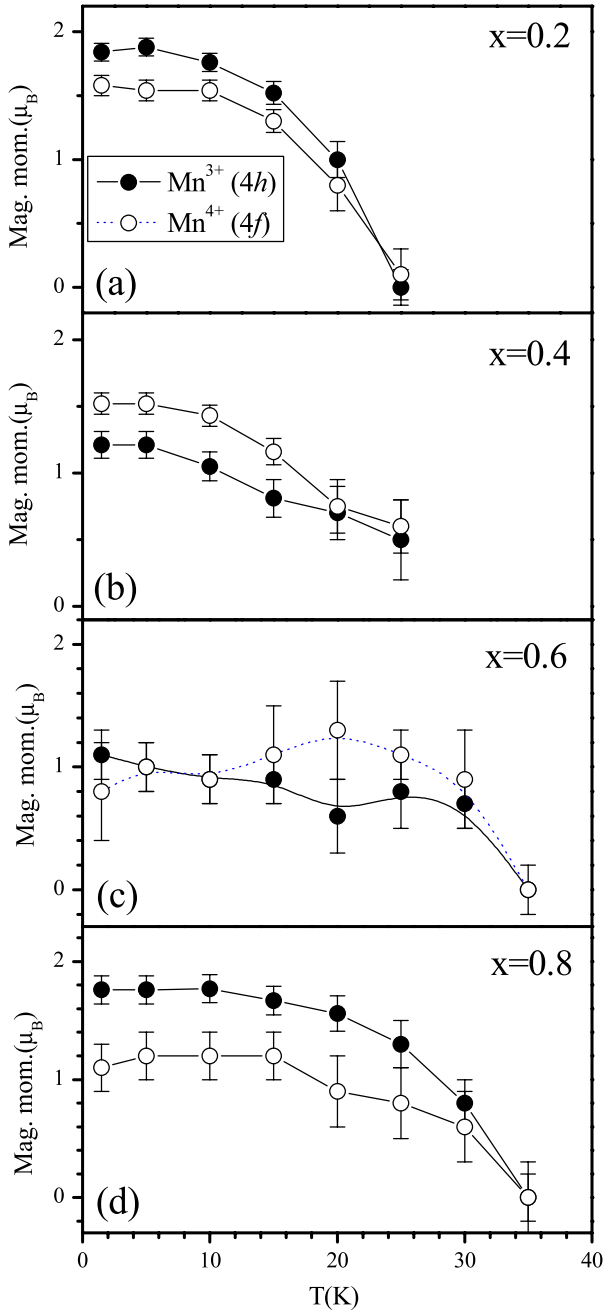 2
1
0
Mag. mom.(μB)
x=0.2
Mn3+ (4h)
Mn4+ (4f)
(a)
2
1
0
Mag. mom.(μB)
x=0.4
(b)
2
1
0
Mag. mom.(μB)
x=0.6
(c)
2
1
0
Mag. mom.(μB)
x=0.8
(d)
0 10 20 30 40
T(K)